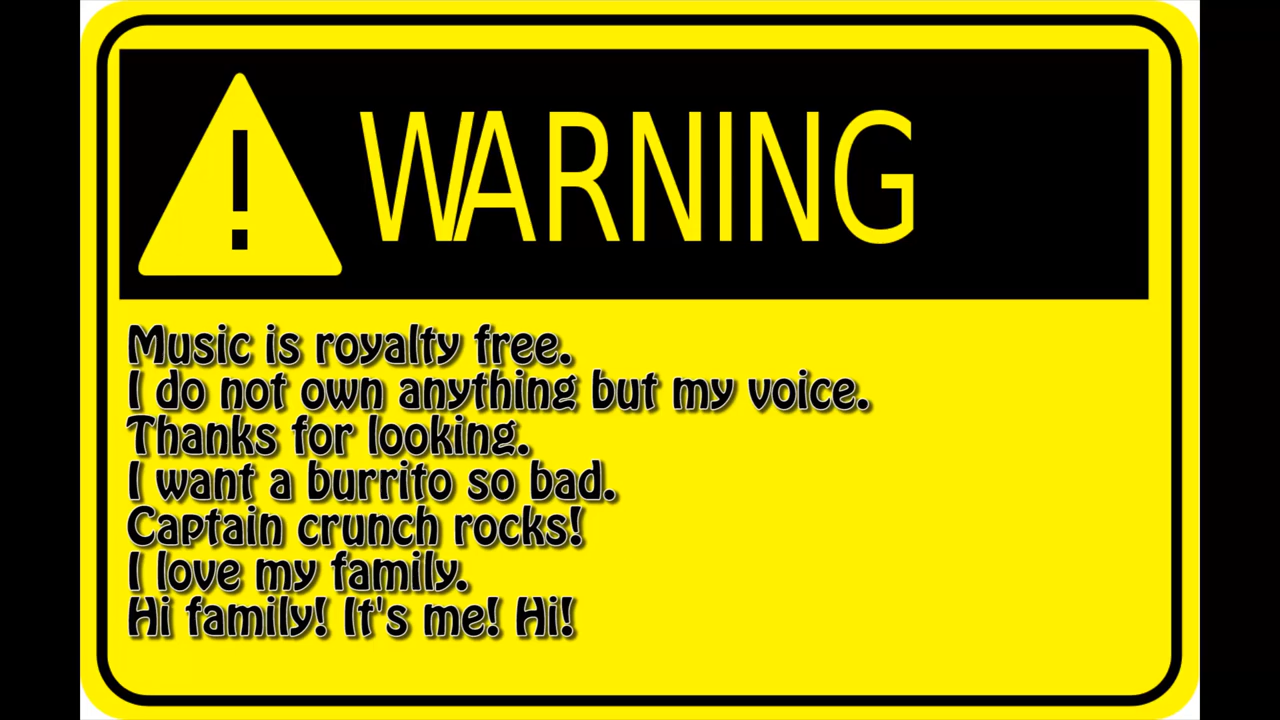 WARNING
Music is royalty free.
I do not own anything but my voice.
Thanks for looking.
I want a burrito so bad.
Captain crunch rocks!
I love my family.
Hi family! It's me! Hi!